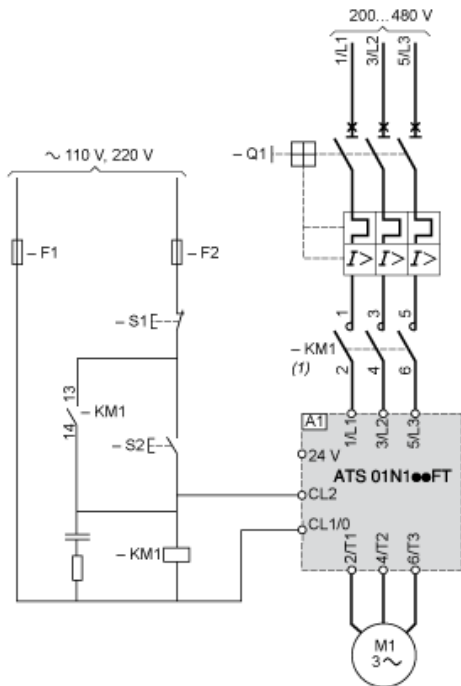 200... 480 V
1/L1
3/L2
5/L3
~ 110 V, 220 V
– Q1
– F1
– F2
I>
I>
I>
– S1
1
3
5
– KM1
(1)
2
4
6
13
14
– KM1
– S2
A1
1/L1
3/L2
5/L3
24 V
ATS 01N1●●FT
CL2
CL1/0
– KM1
2/T1
4/T2
6/T3
M1
3 ~